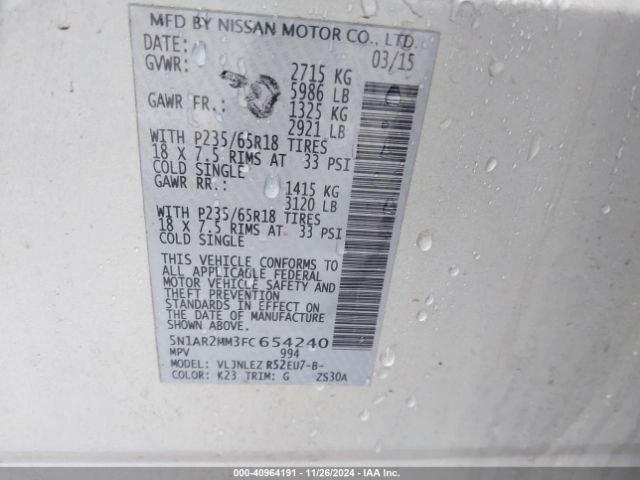 MFD BY NISSAN MOTOR CO., LTD.
DATE: 03/15
GVWR: 2715 KG
5986 LB
GAWR FR.: 1325 KG
2921 LB
WITH P235/65R18 TIRES
18 X 7.5 RIMS AT 33 PSI
COLD SINGLE
GAWR RR.: 1415 KG
3120 LB
WITH P235/65R18 TIRES
18 X 7.5 RIMS AT 33 PSI
COLD SINGLE
THIS VEHICLE CONFORMS TO
ALL APPLICABLE FEDERAL
MOTOR VEHICLE SAFETY AND
THEFT PREVENTION
STANDARDS IN EFFECT ON
THE DATE OF MANUFACTURE
SHOWN ABOVE.
5N1AR2MM3FC654240
MPV 994
MODEL: VLJNLEZ R52EU7-B-
COLOR: K23 TRIM: G ZS30A
000-40964191 - 11/26/2024 - IAA Inc.